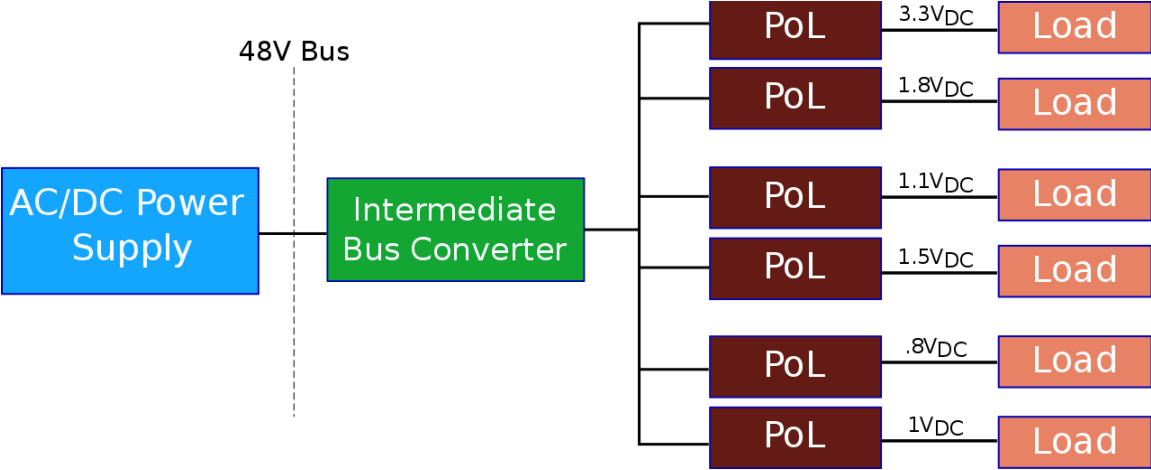 48V Bus
AC/DC Power
Supply
Intermediate
Bus Converter
PoL 3.3VDC Load
PoL 1.8VDC Load
PoL 1.1VDC Load
PoL 1.5VDC Load
PoL .8VDC Load
PoL 1VDC Load